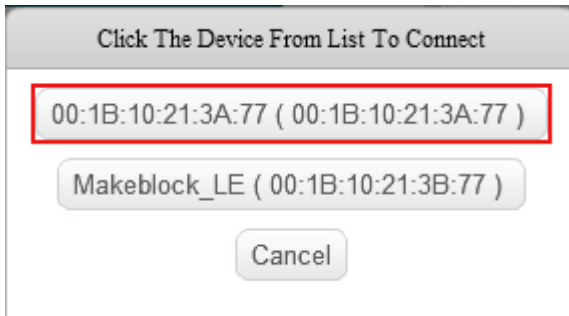 Click The Device From List To Connect
00:1B:10:21:3A:77 ( 00:1B:10:21:3A:77 )
Makeblock_LE ( 00:1B:10:21:3B:77 )
Cancel